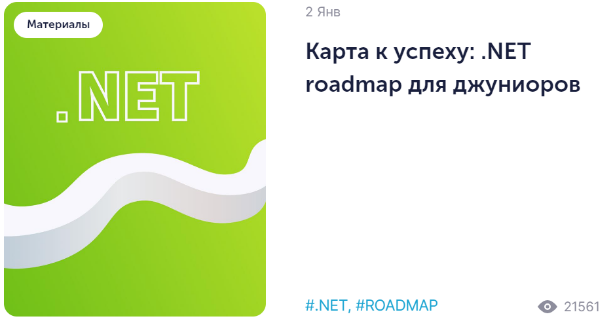 Материалы
.NET
2 Янв
Карта к успеху: .NET
roadmap для джуниоров
#.NET, #ROADMAP
21561